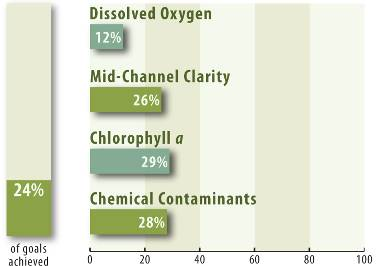 Dissolved Oxygen
12%
Mid-Channel Clarity
26%
Chlorophyll a
29%
Chemical Contaminants
28%
0 20 40 60 80 100
24%
of goals
achieved